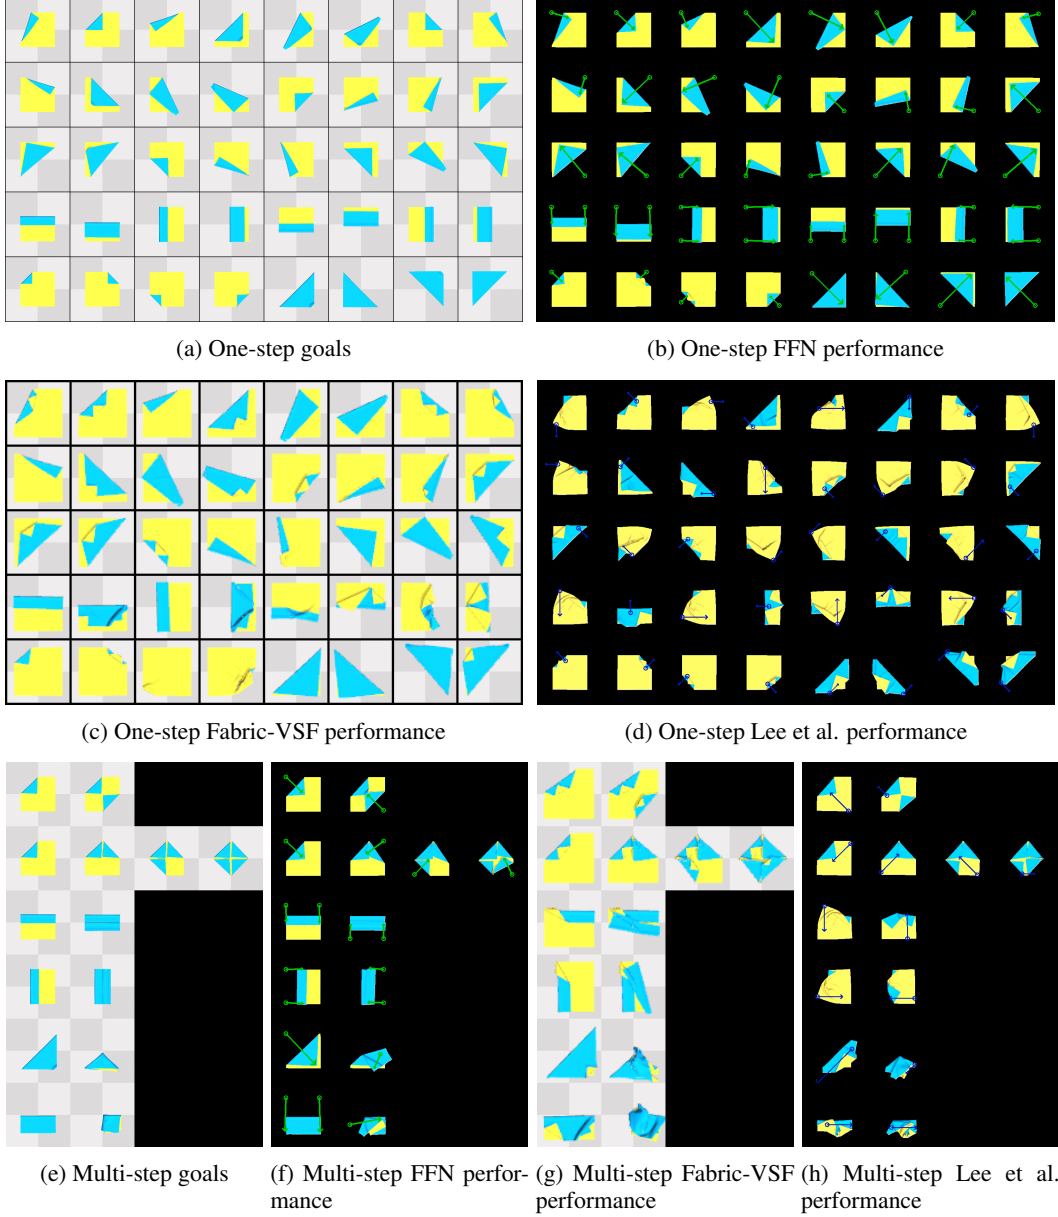 (a) One-step goals
(b) One-step FFN performance
(c) One-step Fabric-VSF performance
(d) One-step Lee et al. performance
(e) Multi-step goals
(f) Multi-step FFN perfor-
mance
(g) Multi-step Fabric-VSF
performance
(h) Multi-step Lee et al.
performance